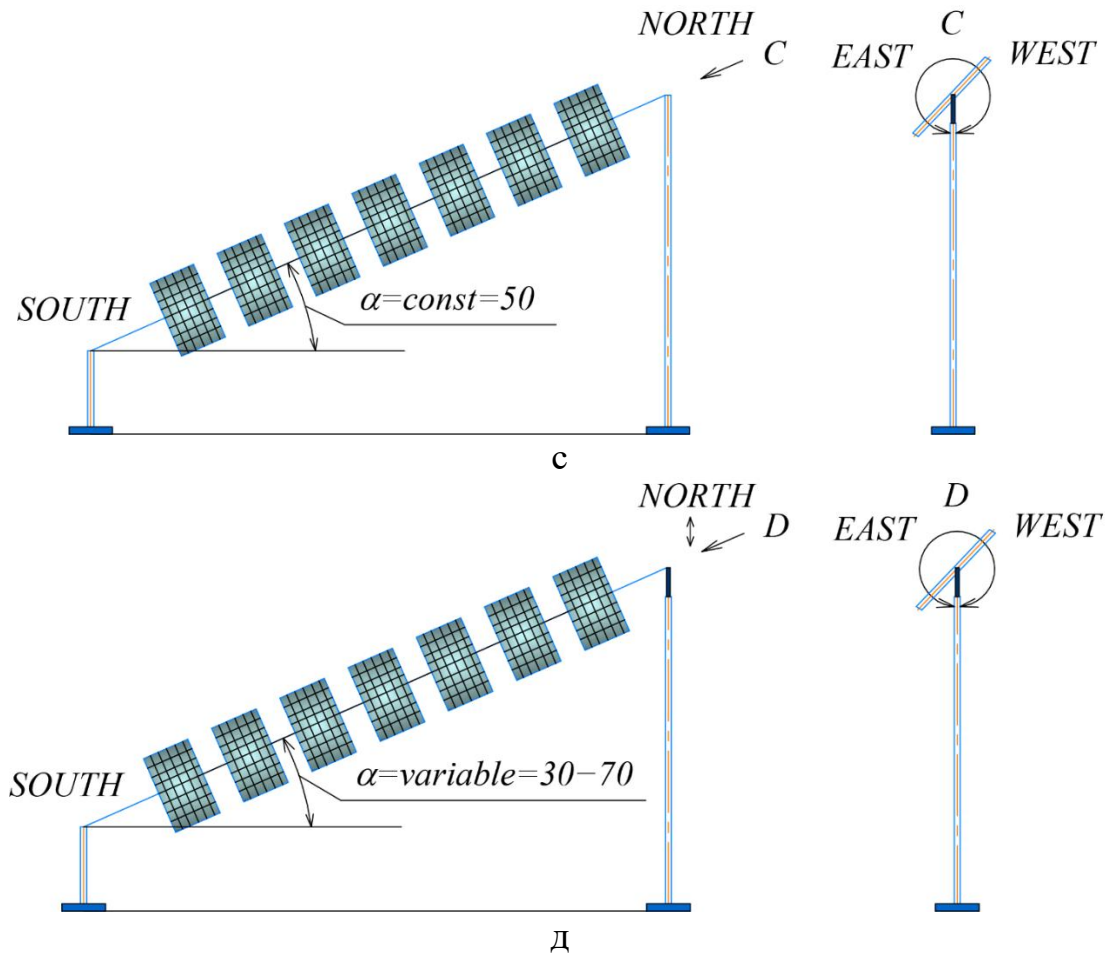 NORTH
C
C
EAST
WEST
SOUTH
α=const=50
с
NORTH
D
D
EAST
WEST
SOUTH
α=variable=30−70
д